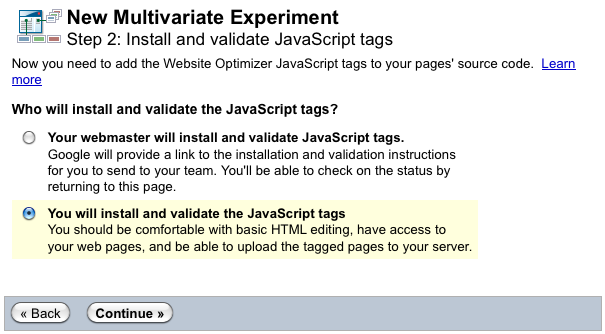 New Multivariate Experiment
Step 2: Install and validate JavaScript tags
Now you need to add the Website Optimizer JavaScript tags to your pages' source code. Learn
more
Who will install and validate the JavaScript tags?
Your webmaster will install and validate JavaScript tags.
Google will provide a link to the installation and validation instructions
for you to send to your team. You'll be able to check on the status by
returning to this page.
You will install and validate the JavaScript tags
You should be comfortable with basic HTML editing, have access to
your web pages, and be able to upload the tagged pages to your server.
« Back Continue »